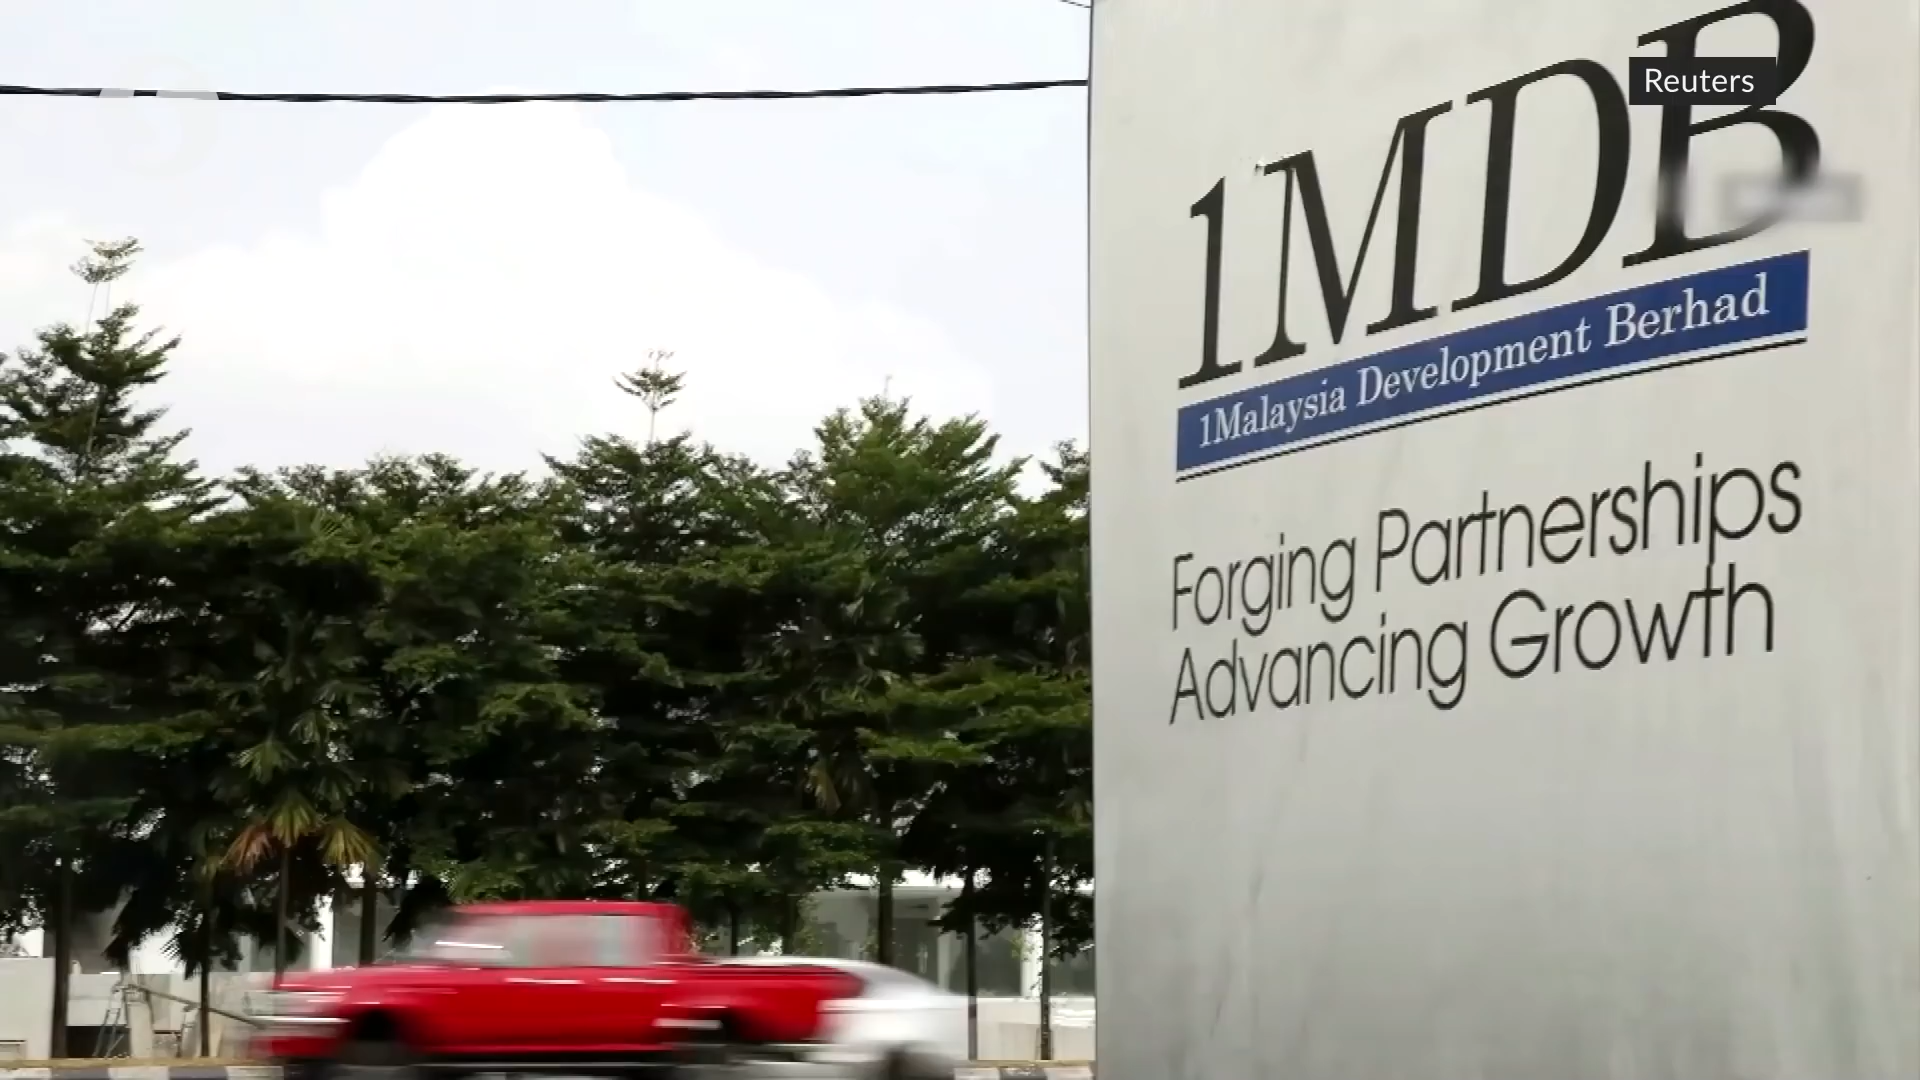 Reuters
1MDB
1Malaysia Development Berhad
Forging Partnerships
Advancing Growth